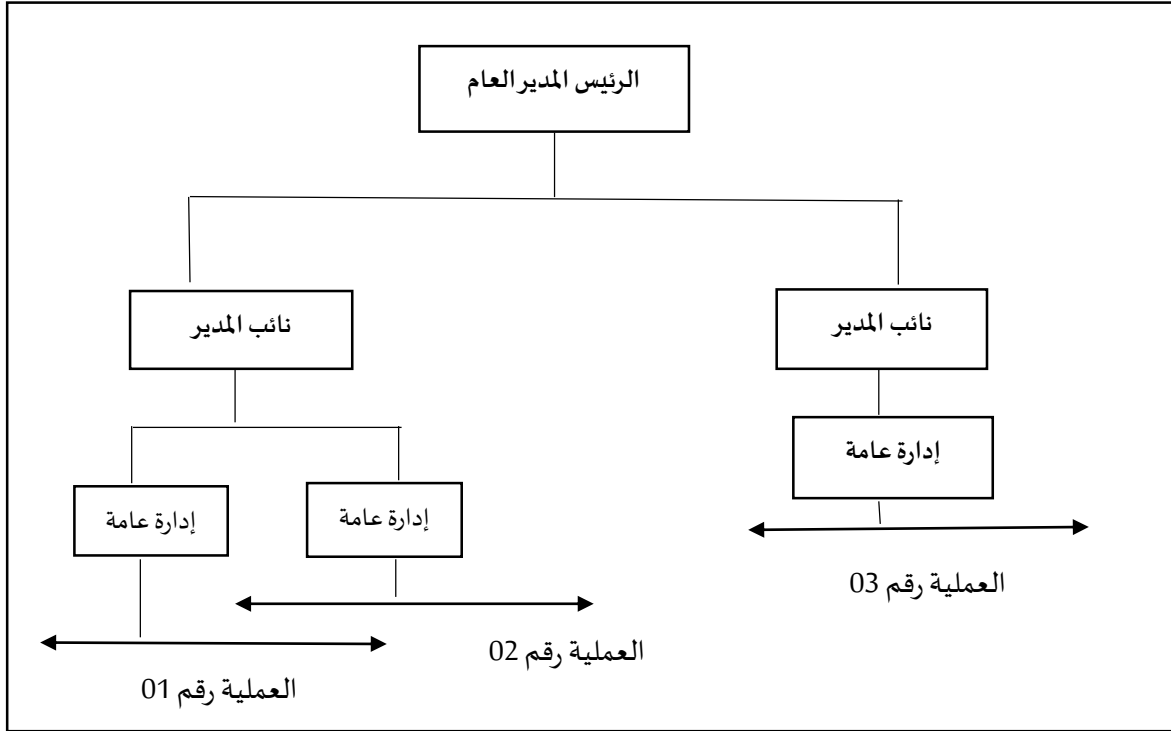 الرئيس المدير العام
نائب المدير
نائب المدير
إدارة عامة
إدارة عامة
إدارة عامة
العملية رقم 03
العملية رقم 02
العملية رقم 01